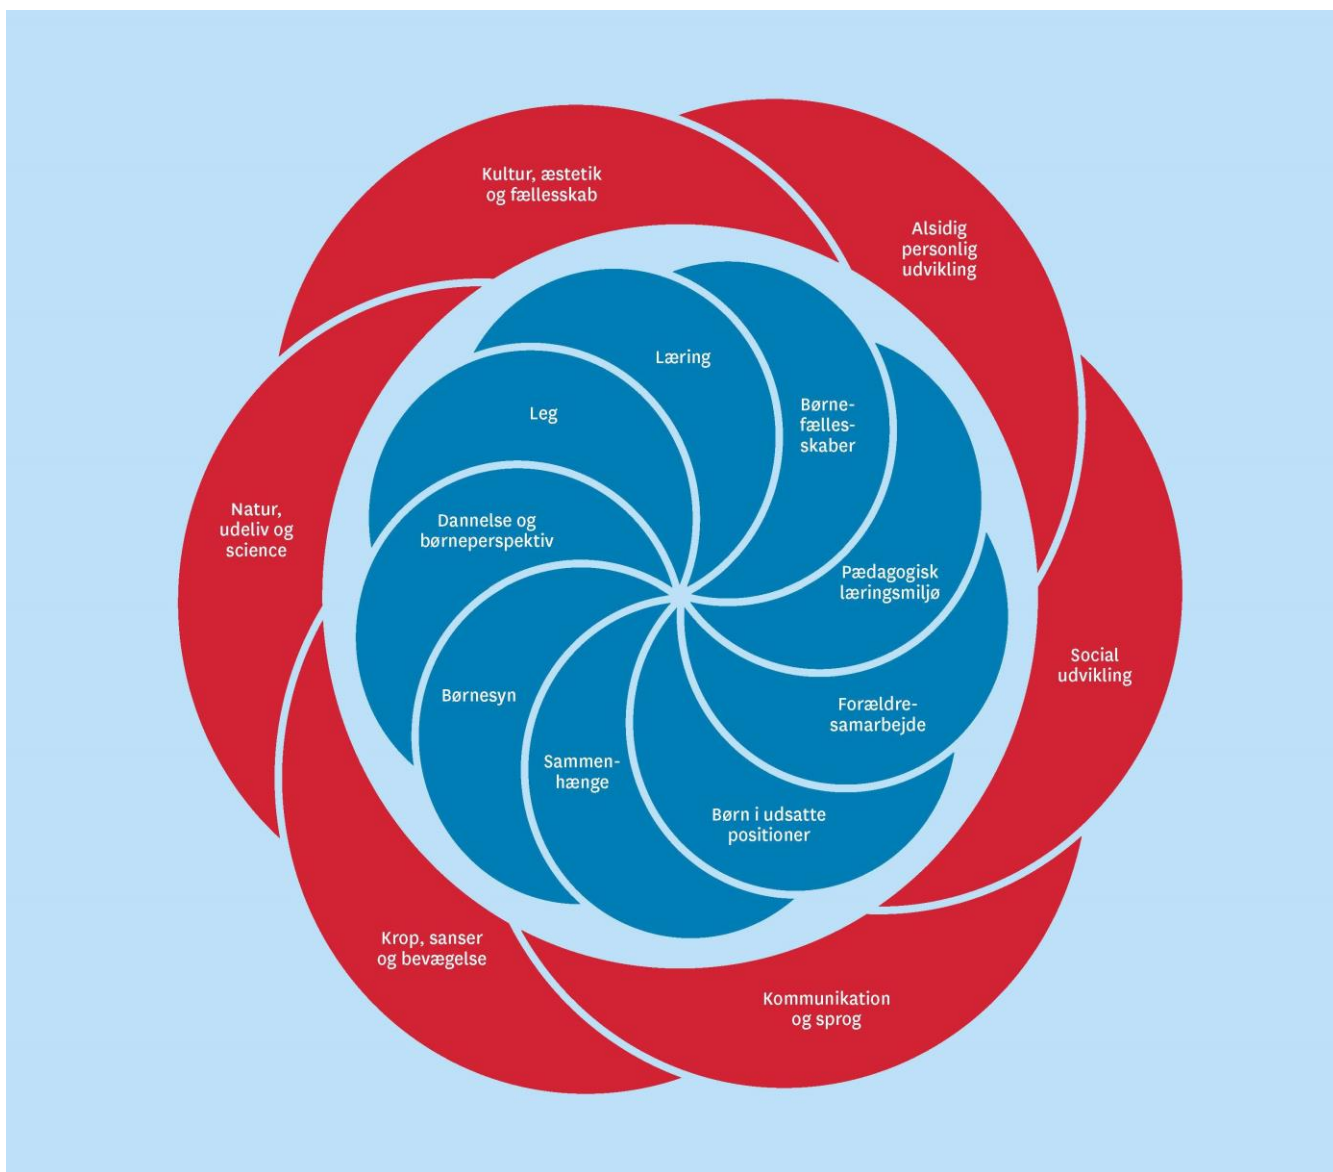 Kultur, æstetik
og fællesskab
Alsidig
personlig
udvikling
Læring
Børne-
fælles-
skaber
Leg
Natur,
udeliv og
science
Dannelse og
børneperspektiv
Pædagogisk
læringsmiljø
Social
udvikling
Børnesyn
Forældre-
samarbejde
Sammen-
hænge
Børn i udsatte
positioner
Krop, sanser
og bevægelse
Kommunikation
og sprog